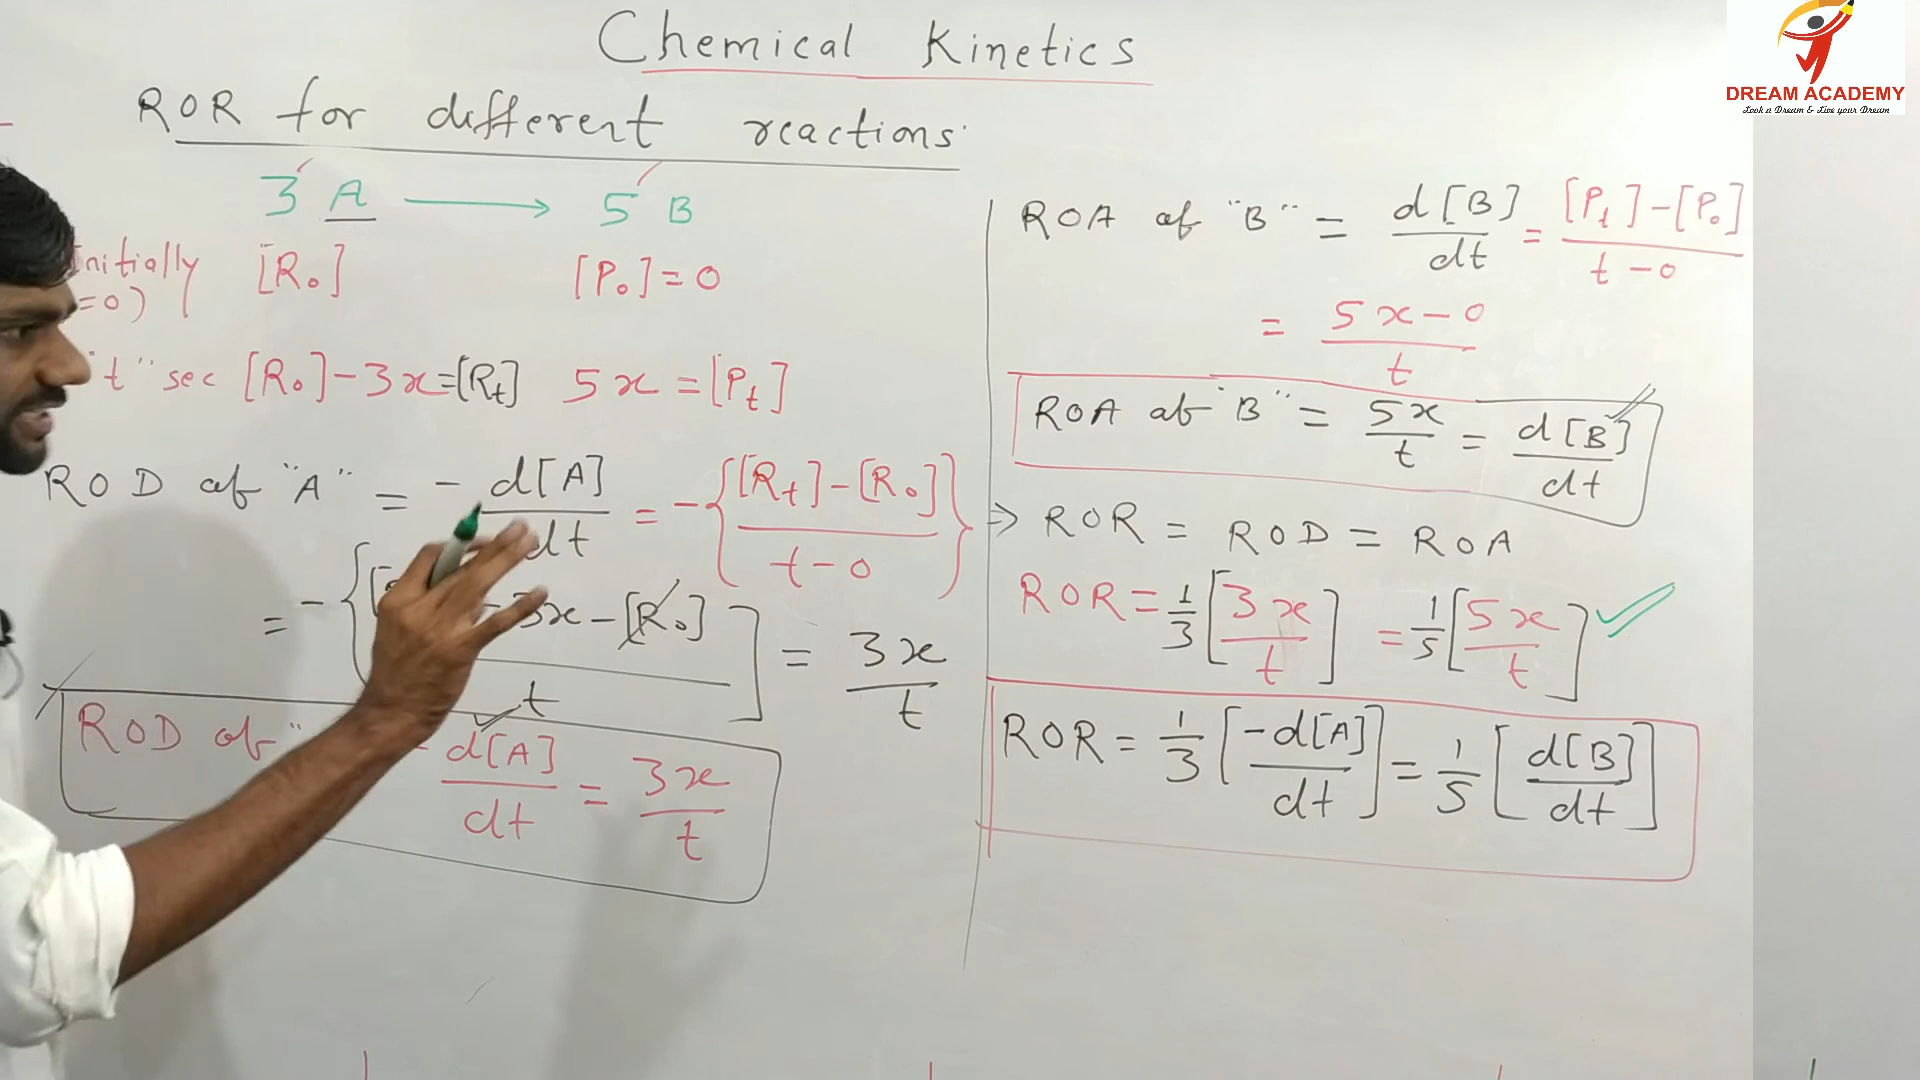 Chemical Kinetics
DREAM ACADEMY
Look a Dream & Live your Dream
ROR for different reactions
3 A ⟶ 5 B
Initially [R₀] [P₀] = 0
=0)
"t" sec [R₀]-3x=[Rt] 5x = [Pt]
ROD of "A" = - d[A]/dt = -{[Rt]-[R₀]/t-0}
= -{[ -3x-[R₀]/t] = 3x/t
ROD of " - d[A]/dt = 3x/t
ROA of "B" = d[B]/dt = [Pt]-[P₀]/t-0
= 5x-0/t
ROA of "B" = 5x/t = d[B]/dt
⇒ ROR = ROD = ROA
ROR = 1/3 [3x/t] = 1/5 [5x/t] ✓
ROR = 1/3 [-d[A]/dt] = 1/5 [d[B]/dt]